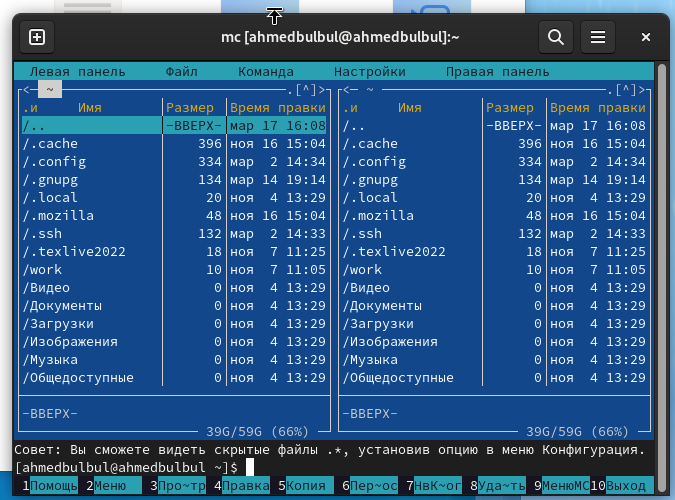 mc [ahmedbulbul@ahmedbulbul]:~
Левая панель Файл Команда Настройки Правая панель
<- ~ .[^]> <- ~ .[^]>
.и Имя Размер Время правки .и Имя Размер Время правки
/.. -ВВЕРХ- мар 17 16:08 /.. -ВВЕРХ- мар 17 16:08
/.cache 396 ноя 16 15:04 /.cache 396 ноя 16 15:04
/.config 334 мар 2 14:34 /.config 334 мар 2 14:34
/.gnupg 134 мар 14 19:14 /.gnupg 134 мар 14 19:14
/.local 20 ноя 4 13:29 /.local 20 ноя 4 13:29
/.mozilla 48 ноя 16 15:04 /.mozilla 48 ноя 16 15:04
/.ssh 132 мар 2 14:33 /.ssh 132 мар 2 14:33
/.texlive2022 18 ноя 7 11:25 /.texlive2022 18 ноя 7 11:25
/work 10 ноя 7 11:05 /work 10 ноя 7 11:05
/Видео 0 ноя 4 13:29 /Видео 0 ноя 4 13:29
/Документы 0 ноя 4 13:29 /Документы 0 ноя 4 13:29
/Загрузки 0 ноя 4 13:29 /Загрузки 0 ноя 4 13:29
/Изображения 0 ноя 4 13:29 /Изображения 0 ноя 4 13:29
/Музыка 0 ноя 4 13:29 /Музыка 0 ноя 4 13:29
/Общедоступные 0 ноя 4 13:29 /Общедоступные 0 ноя 4 13:29
-ВВЕРХ- -ВВЕРХ-
39G/59G (66%) 39G/59G (66%)
Совет: Вы сможете видеть скрытые файлы .*, установив опцию в меню Конфигурация.
[ahmedbulbul@ahmedbulbul ~]$
1Помощь 2Меню 3Про~тр 4Правка 5Копия 6Пер~ос 7НвК~ог 8Уда~ть 9МенюMC 10Выход